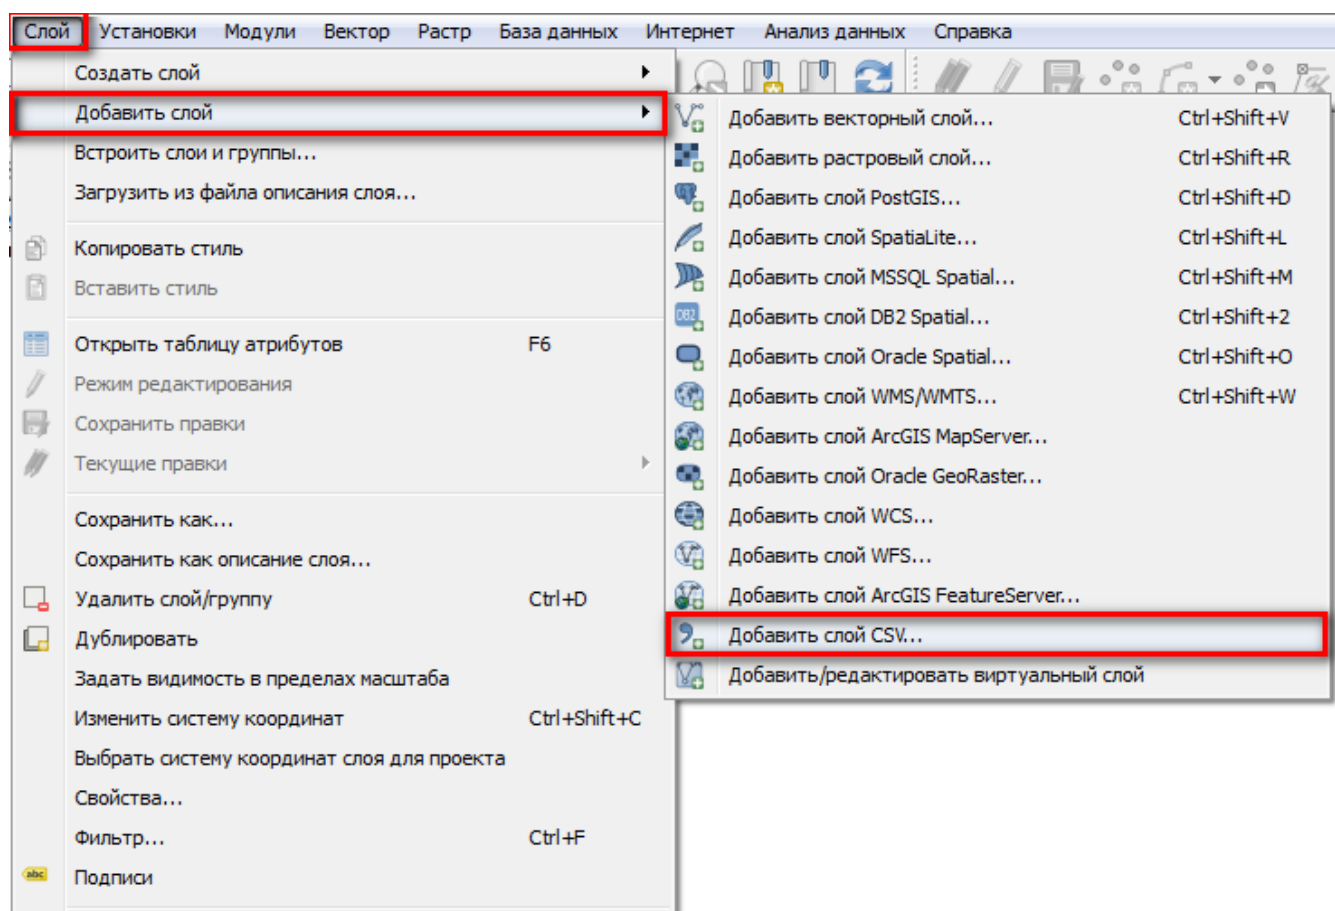 Слой Установки Модули Вектор Растр База данных Интернет Анализ данных Справка
Создать слой
Добавить слой
Встроить слои и группы...
Загрузить из файла описания слоя...
Копировать стиль
Вставить стиль
Открыть таблицу атрибутов F6
Режим редактирования
Сохранить правки
Текущие правки
Сохранить как...
Сохранить как описание слоя...
Удалить слой/группу Ctrl+D
Дублировать
Задать видимость в пределах масштаба
Изменить систему координат Ctrl+Shift+C
Выбрать систему координат слоя для проекта
Свойства...
Фильтр... Ctrl+F
abc Подписи
Добавить векторный слой... Ctrl+Shift+V
Добавить растровый слой... Ctrl+Shift+R
Добавить слой PostGIS... Ctrl+Shift+D
Добавить слой SpatiaLite... Ctrl+Shift+L
Добавить слой MSSQL Spatial... Ctrl+Shift+M
DB2 Добавить слой DB2 Spatial... Ctrl+Shift+2
Добавить слой Oracle Spatial... Ctrl+Shift+O
Добавить слой WMS/WMTS... Ctrl+Shift+W
Добавить слой ArcGIS MapServer...
Добавить слой Oracle GeoRaster...
Добавить слой WCS...
Добавить слой WFS...
Добавить слой ArcGIS FeatureServer...
Добавить слой CSV...
Добавить/редактировать виртуальный слой